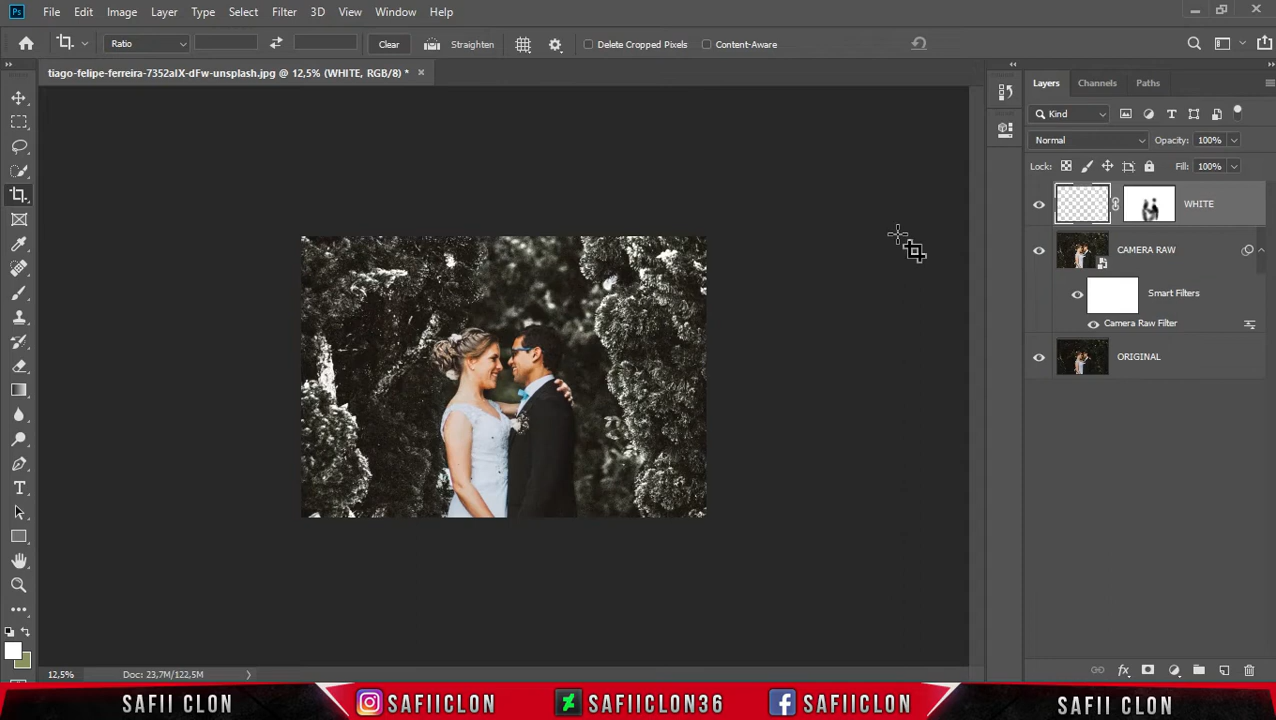 Ps File Edit Image Layer Type Select Filter 3D View Window Help
Ratio Clear Straighten Delete Cropped Pixels Content-Aware
tiago-felipe-ferreira-7352aIX-dFw-unsplash.jpg @ 12,5% (WHITE, RGB/8) *
Layers Channels Paths
Kind
Normal Opacity: 100%
Lock: Fill: 100%
WHITE
CAMERA RAW
Smart Filters
Camera Raw Filter
ORIGINAL
12,5% Doc: 23,7M/122,5M
SAFII CLON SAFIICLON SAFIICLON36 SAFIICLON SAFII CLON